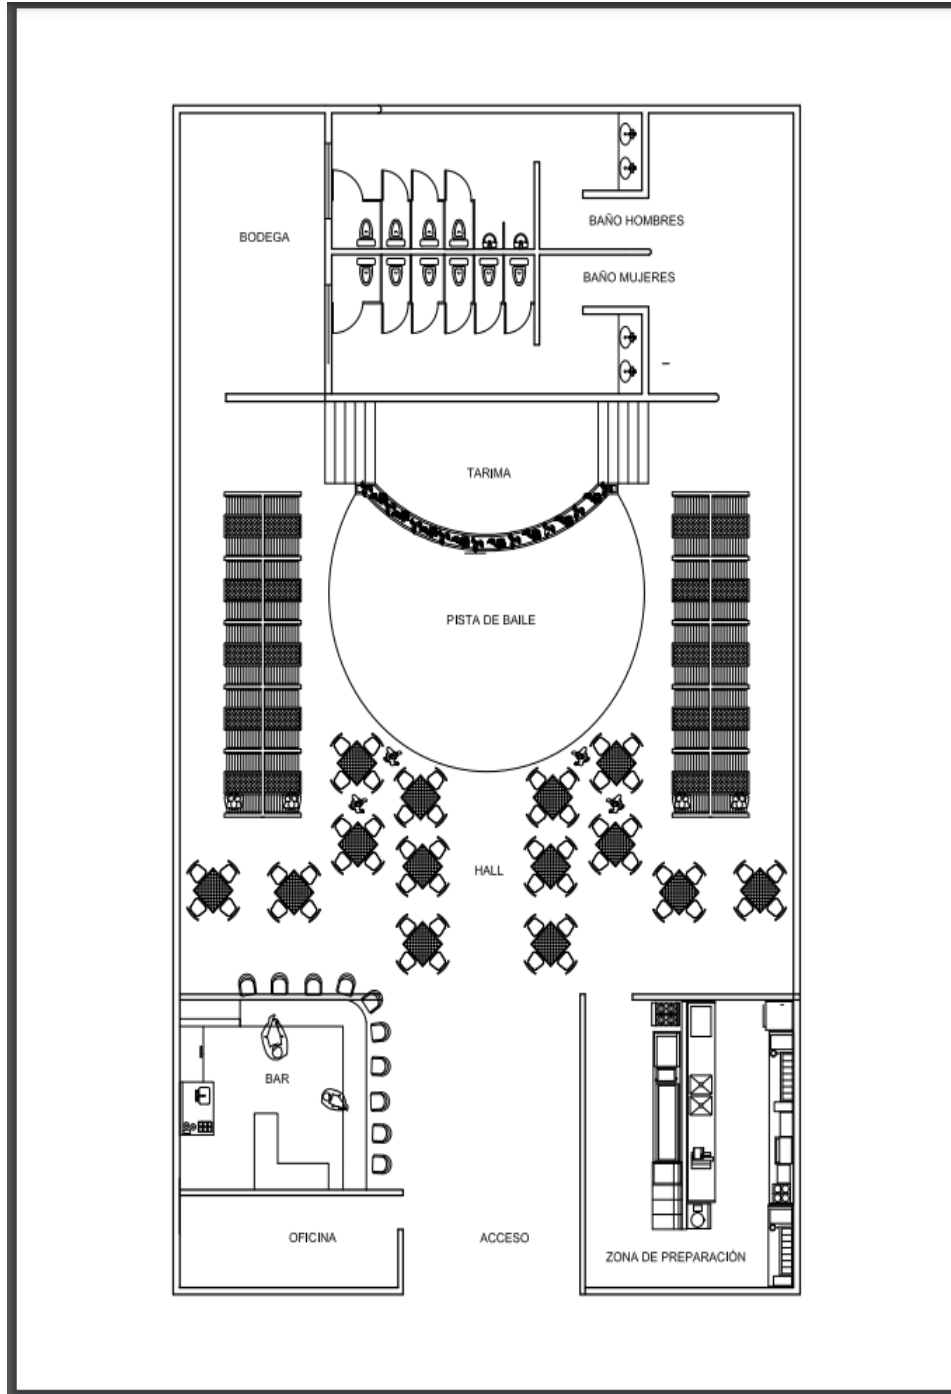 BAÑO HOMBRES
BODEGA
BAÑO MUJERES
TARIMA
PISTA DE BAILE
HALL
BAR
OFICINA
ACCESO
ZONA DE PREPARACIÓN